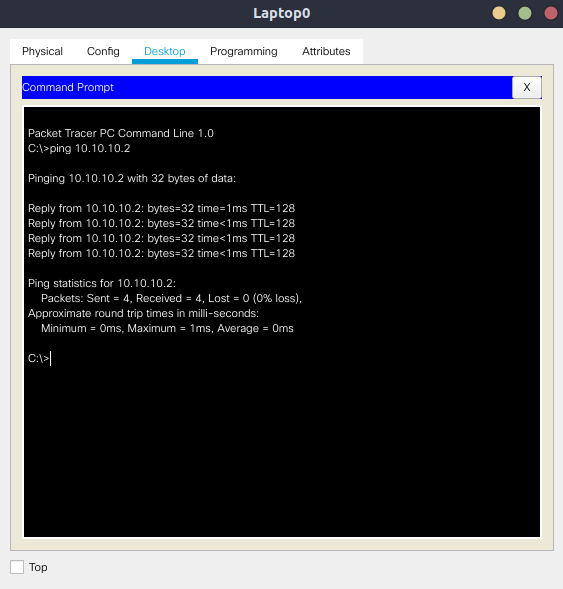 Laptop0
Physical Config Desktop Programming Attributes
Command Prompt X
Packet Tracer PC Command Line 1.0
C:\>ping 10.10.10.2
Pinging 10.10.10.2 with 32 bytes of data:
Reply from 10.10.10.2: bytes=32 time=1ms TTL=128
Reply from 10.10.10.2: bytes=32 time<1ms TTL=128
Reply from 10.10.10.2: bytes=32 time<1ms TTL=128
Reply from 10.10.10.2: bytes=32 time<1ms TTL=128
Ping statistics for 10.10.10.2:
Packets: Sent = 4, Received = 4, Lost = 0 (0% loss),
Approximate round trip times in milli-seconds:
Minimum = 0ms, Maximum = 1ms, Average = 0ms
C:\>
Top